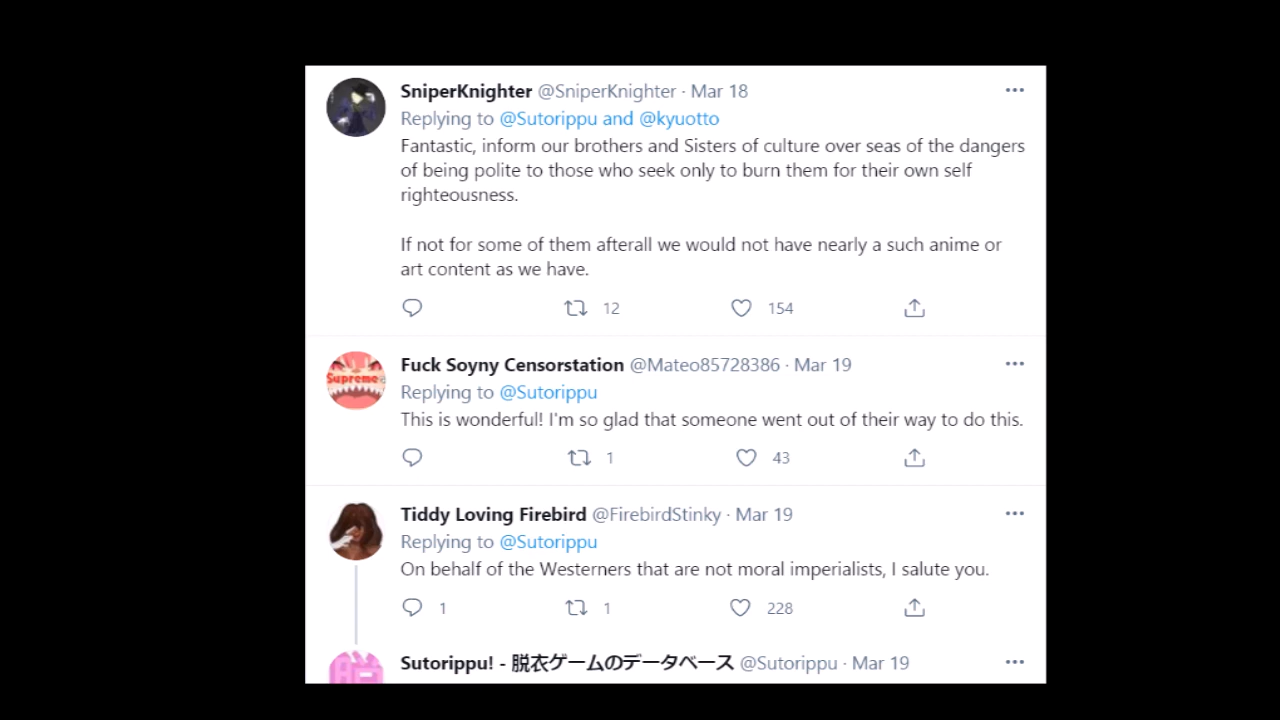 SniperKnighter @SniperKnighter · Mar 18
Replying to @Sutorippu and @kyuotto
Fantastic, inform our brothers and Sisters of culture over seas of the dangers
of being polite to those who seek only to burn them for their own self
righteousness.
If not for some of them afterall we would not have nearly a such anime or
art content as we have.
12 154
Fuck Soyny Censorstation @Mateo85728386 · Mar 19
Supreme
Replying to @Sutorippu
This is wonderful! I'm so glad that someone went out of their way to do this.
1 43
Tiddy Loving Firebird @FirebirdStinky · Mar 19
Replying to @Sutorippu
On behalf of the Westerners that are not moral imperialists, I salute you.
1 1 228
Sutorippu! - 脱衣ゲームのデータベース @Sutorippu · Mar 19